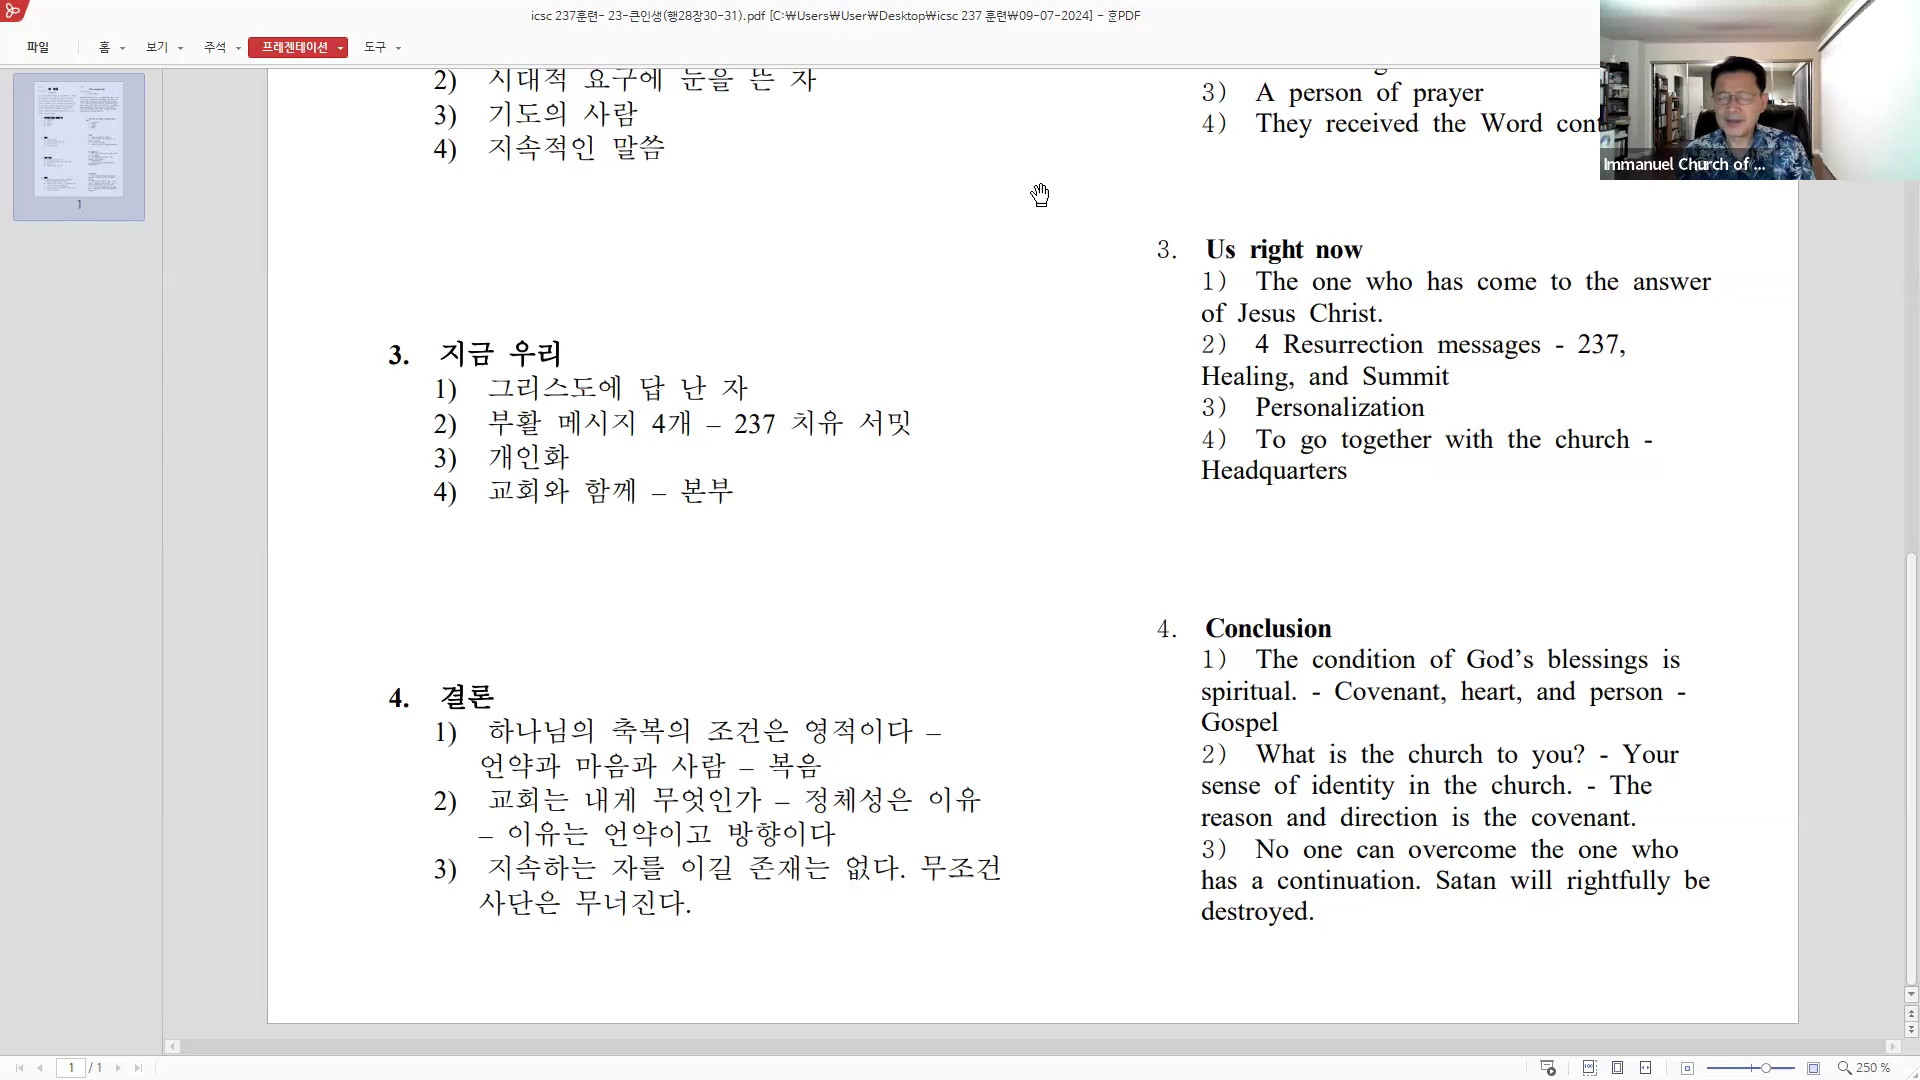 icsc 237훈련- 23-큰인생(행28장30-31).pdf [C:₩Users₩User₩Desktop₩icsc 237 훈련₩09-07-2024] - 훈PDF
파일 홈 보기 주석 프레젠테이션 도구
1
2) 시대적 요구에 눈을 뜬 자
3) 기도의 사람
4) 지속적인 말씀
3. 지금 우리
1) 그리스도에 답 난 자
2) 부활 메시지 4개 – 237 치유 서밋
3) 개인화
4) 교회와 함께 – 본부
4. 결론
1) 하나님의 축복의 조건은 영적이다 –
언약과 마음과 사람 – 복음
2) 교회는 내게 무엇인가 – 정체성은 이유
– 이유는 언약이고 방향이다
3) 지속하는 자를 이길 존재는 없다. 무조건
사단은 무너진다.
3) A person of prayer
4) They received the Word
3. Us right now
1) The one who has come to the answer
of Jesus Christ.
2) 4 Resurrection messages - 237,
Healing, and Summit
3) Personalization
4) To go together with the church -
Headquarters
4. Conclusion
1) The condition of God’s blessings is
spiritual. - Covenant, heart, and person -
Gospel
2) What is the church to you? - Your
sense of identity in the church. - The
reason and direction is the covenant.
3) No one can overcome the one who
has a continuation. Satan will rightfully be
destroyed.
Immanuel Church of ...
1 / 1
250 %